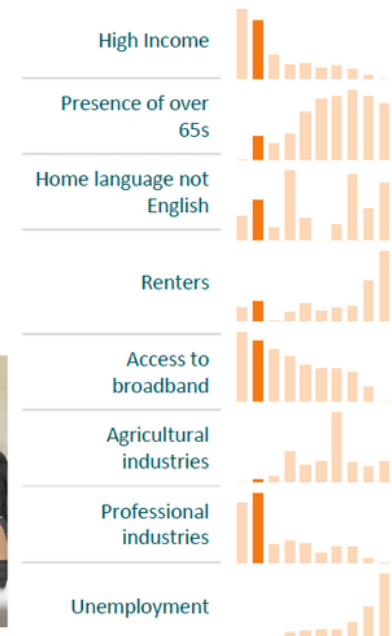 High Income
Presence of over
65s
Home language not
English
Renters
Access to
broadband
Agricultural
industries
Professional
industries
Unemployment